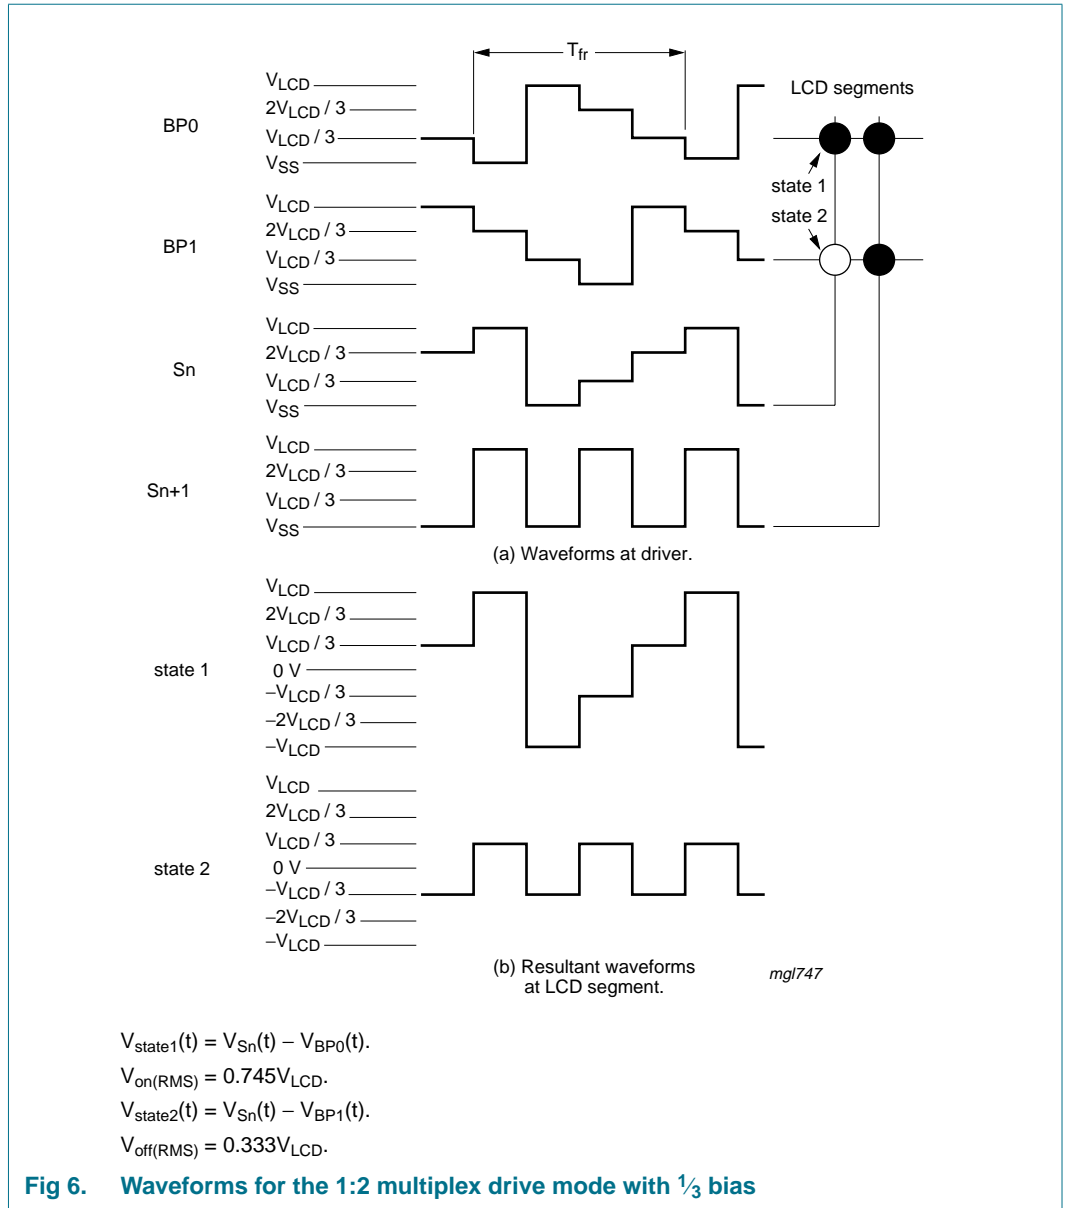 T_fr
BP0
V_LCD
2V_LCD / 3
V_LCD / 3
V_SS
LCD segments
state 1
state 2
BP1
V_LCD
2V_LCD / 3
V_LCD / 3
V_SS
Sn
V_LCD
2V_LCD / 3
V_LCD / 3
V_SS
Sn+1
V_LCD
2V_LCD / 3
V_LCD / 3
V_SS
(a) Waveforms at driver.
state 1
V_LCD
2V_LCD / 3
V_LCD / 3
0 V
−V_LCD / 3
−2V_LCD / 3
−V_LCD
state 2
V_LCD
2V_LCD / 3
V_LCD / 3
0 V
−V_LCD / 3
−2V_LCD / 3
−V_LCD
(b) Resultant waveforms
at LCD segment.
mgl747
V_state1(t) = V_Sn(t) − V_BP0(t).
V_on(RMS) = 0.745V_LCD.
V_state2(t) = V_Sn(t) − V_BP1(t).
V_off(RMS) = 0.333V_LCD.
Fig 6. Waveforms for the 1:2 multiplex drive mode with 1⁄3 bias